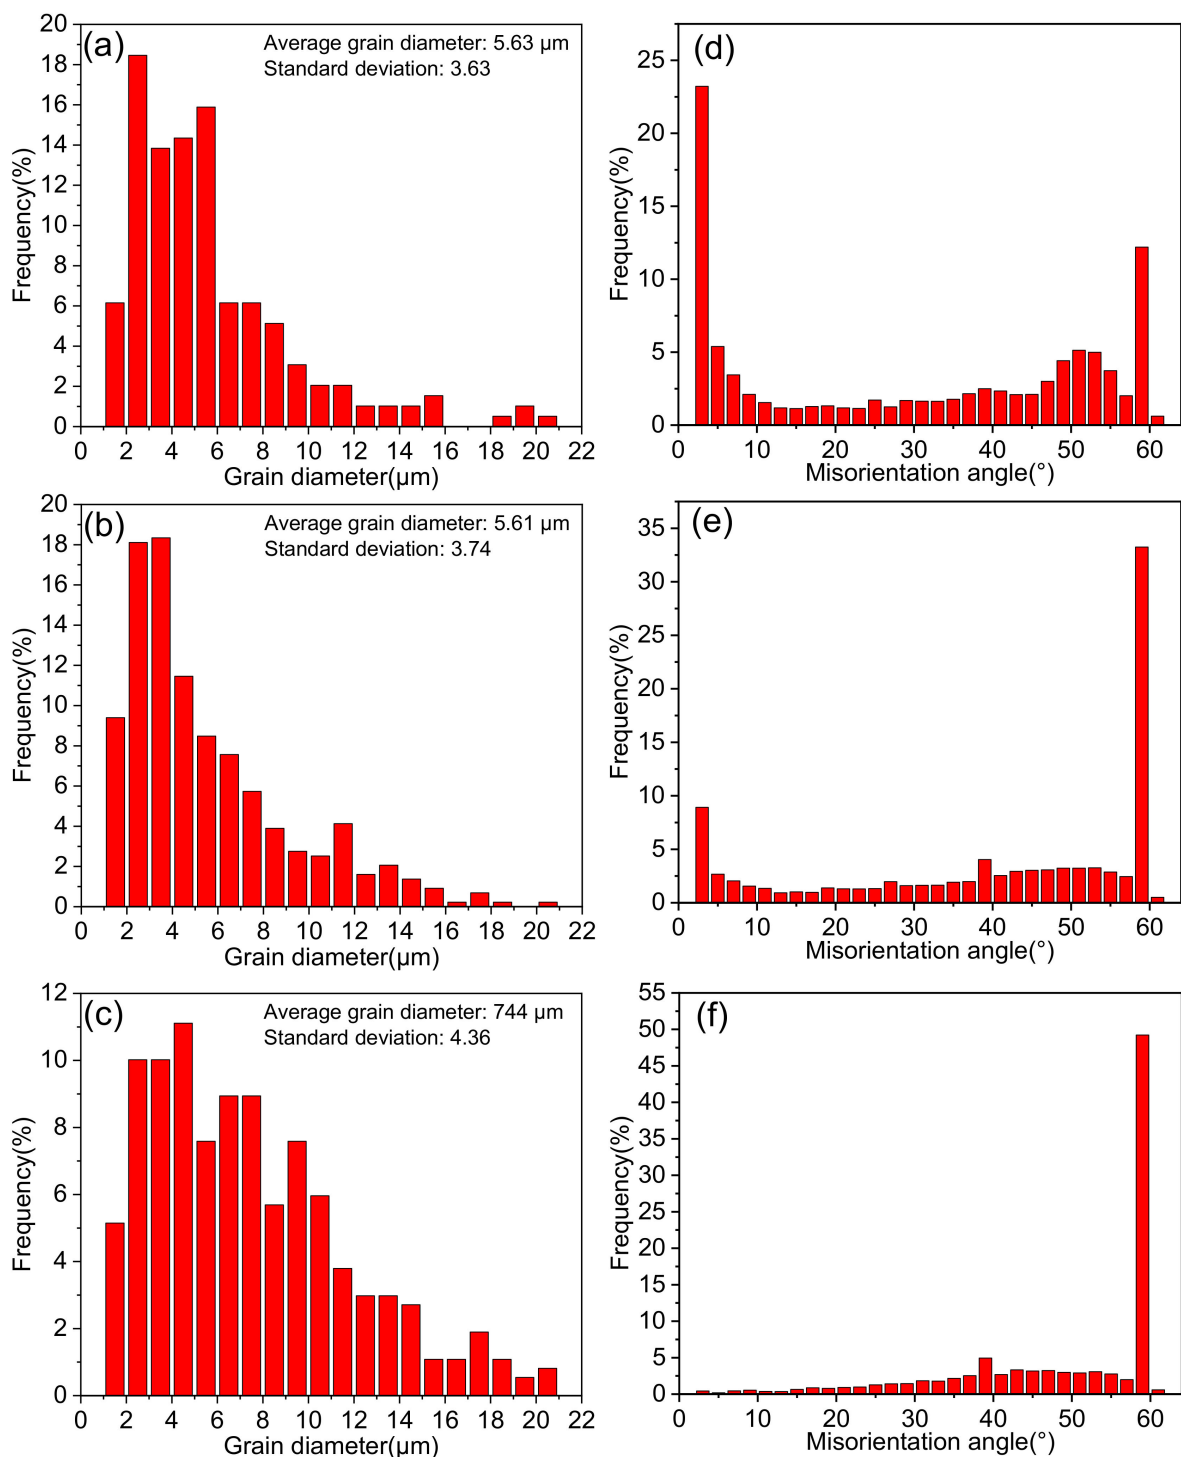 (a)
Average grain diameter: 5.63 μm
Standard deviation: 3.63
20
18
16
14
12
10
8
6
4
2
0
Frequency(%)
0 2 4 6 8 10 12 14 16 18 20 22
Grain diameter(μm)
(d)
25
20
15
10
5
0
Frequency(%)
0 10 20 30 40 50 60
Misorientation angle(°)
(b)
Average grain diameter: 5.61 μm
Standard deviation: 3.74
20
18
16
14
12
10
8
6
4
2
0
Frequency(%)
0 2 4 6 8 10 12 14 16 18 20 22
Grain diameter(μm)
(e)
35
30
25
20
15
10
5
0
Frequency(%)
0 10 20 30 40 50 60
Misorientation angle(°)
(c)
Average grain diameter: 744 μm
Standard deviation: 4.36
12
10
8
6
4
2
0
Frequency(%)
0 2 4 6 8 10 12 14 16 18 20 22
Grain diameter(μm)
(f)
55
50
45
40
35
30
25
20
15
10
5
0
Frequency(%)
0 10 20 30 40 50 60
Misorientation angle(°)